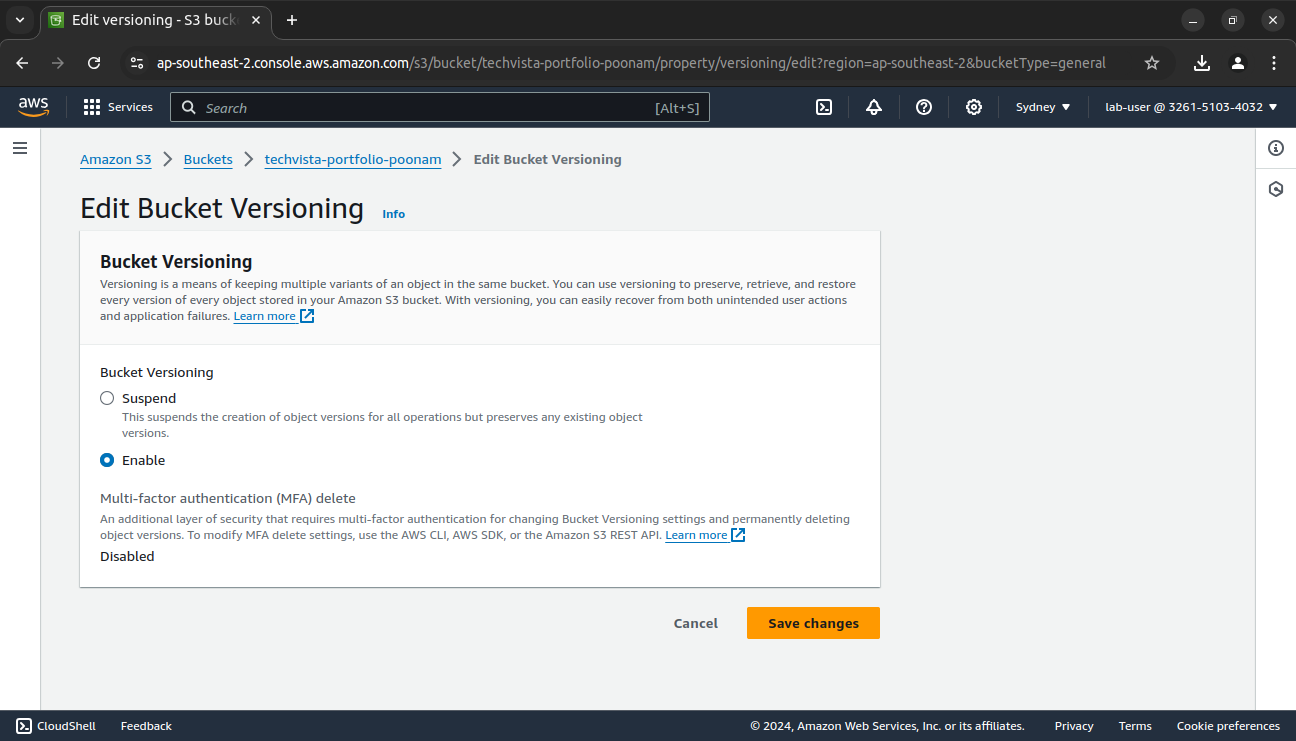 Edit versioning - S3 buck
ap-southeast-2.console.aws.amazon.com/s3/bucket/techvista-portfolio-poonam/property/versioning/edit?region=ap-southeast-2&bucketType=general
aws Services Search [Alt+S] Sydney lab-user @ 3261-5103-4032
Amazon S3 Buckets techvista-portfolio-poonam Edit Bucket Versioning
Edit Bucket Versioning Info
Bucket Versioning
Versioning is a means of keeping multiple variants of an object in the same bucket. You can use versioning to preserve, retrieve, and restore
every version of every object stored in your Amazon S3 bucket. With versioning, you can easily recover from both unintended user actions
and application failures. Learn more
Bucket Versioning
Suspend
This suspends the creation of object versions for all operations but preserves any existing object
versions.
Enable
Multi-factor authentication (MFA) delete
An additional layer of security that requires multi-factor authentication for changing Bucket Versioning settings and permanently deleting
object versions. To modify MFA delete settings, use the AWS CLI, AWS SDK, or the Amazon S3 REST API. Learn more
Disabled
Cancel Save changes
CloudShell Feedback © 2024, Amazon Web Services, Inc. or its affiliates. Privacy Terms Cookie preferences